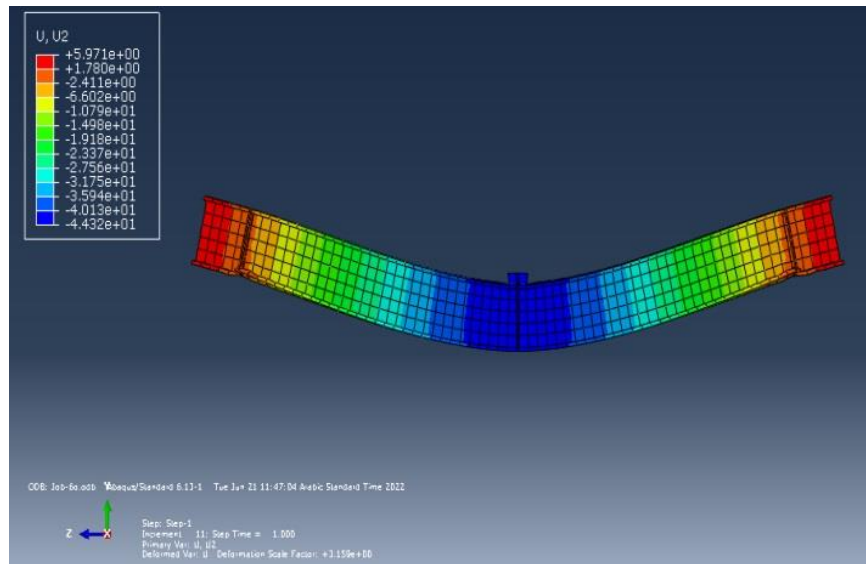 U, U2
+5.971e+00
+1.780e+00
-2.411e+00
-6.602e+00
-1.079e+01
-1.498e+01
-1.918e+01
-2.337e+01
-2.756e+01
-3.175e+01
-3.594e+01
-4.013e+01
-4.432e+01
ODB: Job-6a.odb Abaqus/Standard 6.13-1 Tue Jun 21 11:47:04 Arabic Standard Time 2022
Y
Z X
Step: Step-1
Increment 11: Step Time = 1.000
Primary Var: U, U2
Deformed Var: U Deformation Scale Factor: +3.159e+00